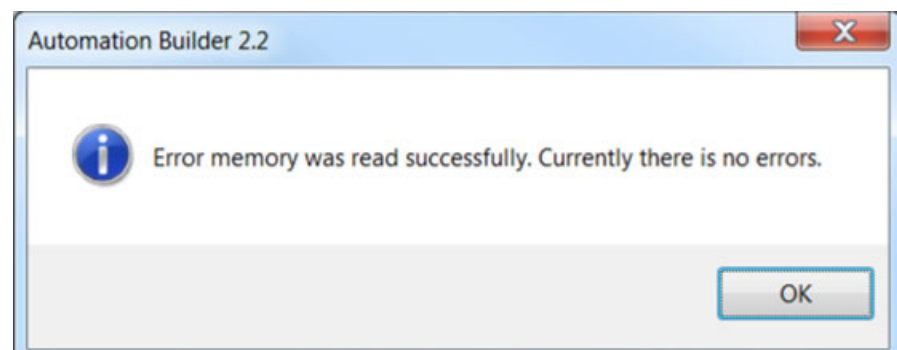 Automation Builder 2.2
Error memory was read successfully. Currently there is no errors.
OK